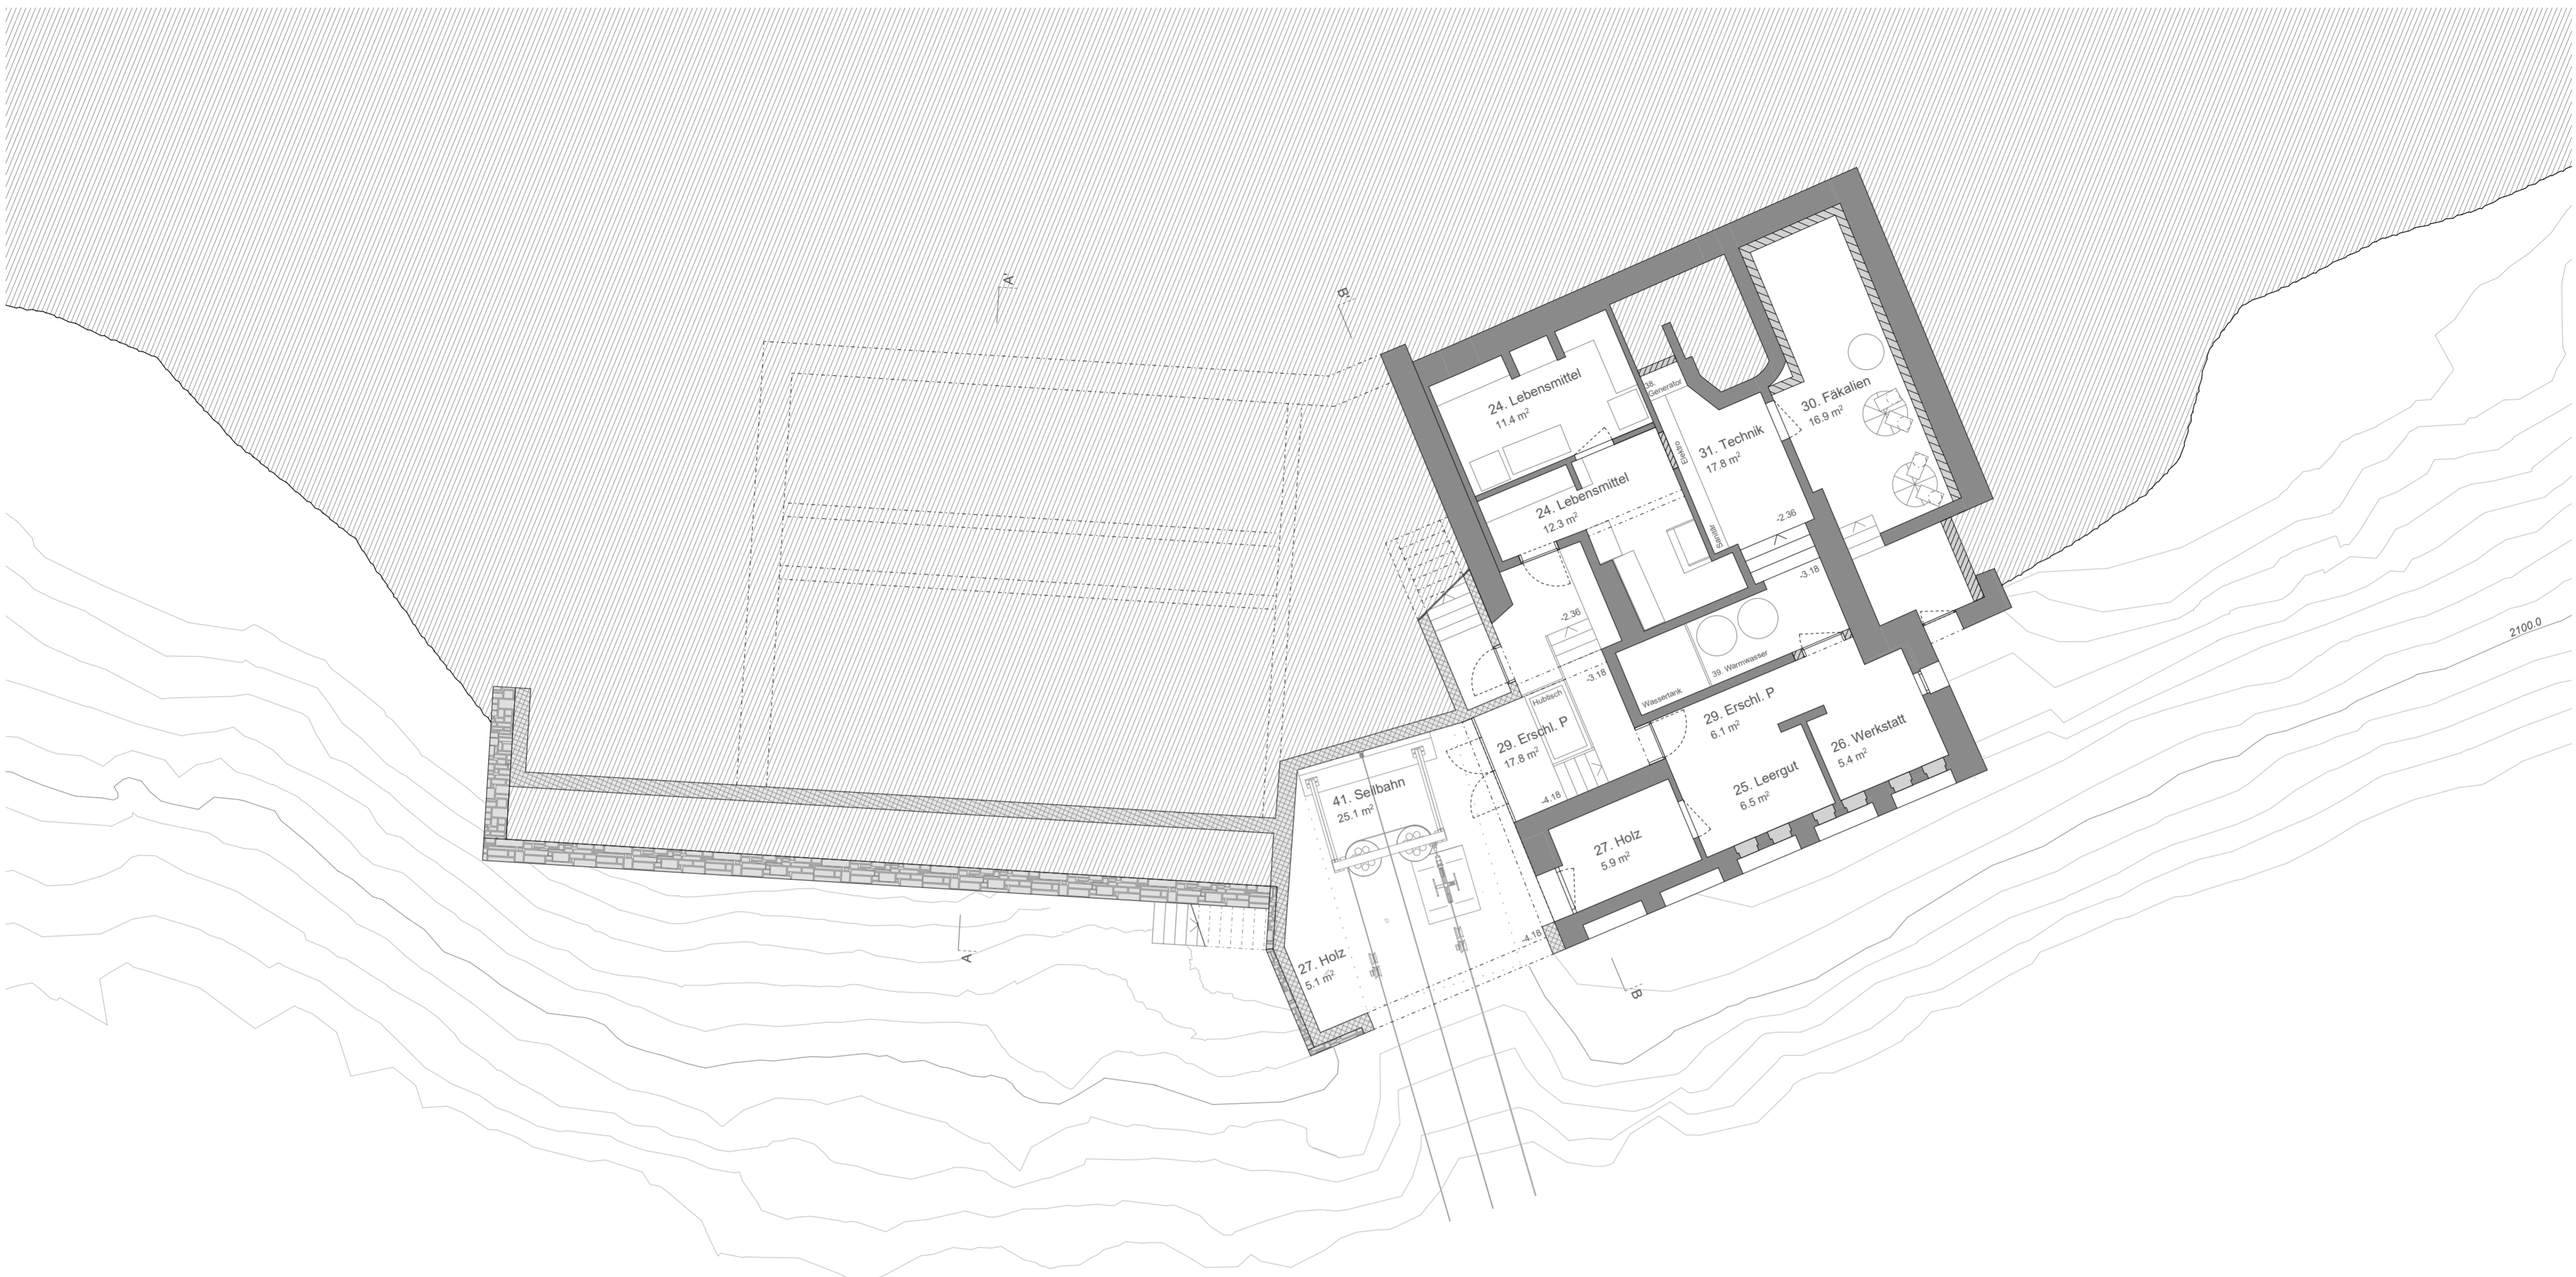 A'
B'
24. Lebensmittel
11.4 m²
38.
Generator
30. Fäkalien
16.9 m²
Elektro
31. Technik
17.8 m²
24. Lebensmittel
12.3 m²
Sanitär
-2.36
-3.18
-2.36
-3.18
2100.0
39. Warmwasser
Wassertank
Hubtisch
29. Erschl. P
17.8 m²
29. Erschl. P
6.1 m²
26. Werkstatt
5.4 m²
25. Leergut
6.5 m²
41. Seilbahn
25.1 m²
-4.18
27. Holz
5.9 m²
-4.18
27. Holz
5.1 m²
A
B